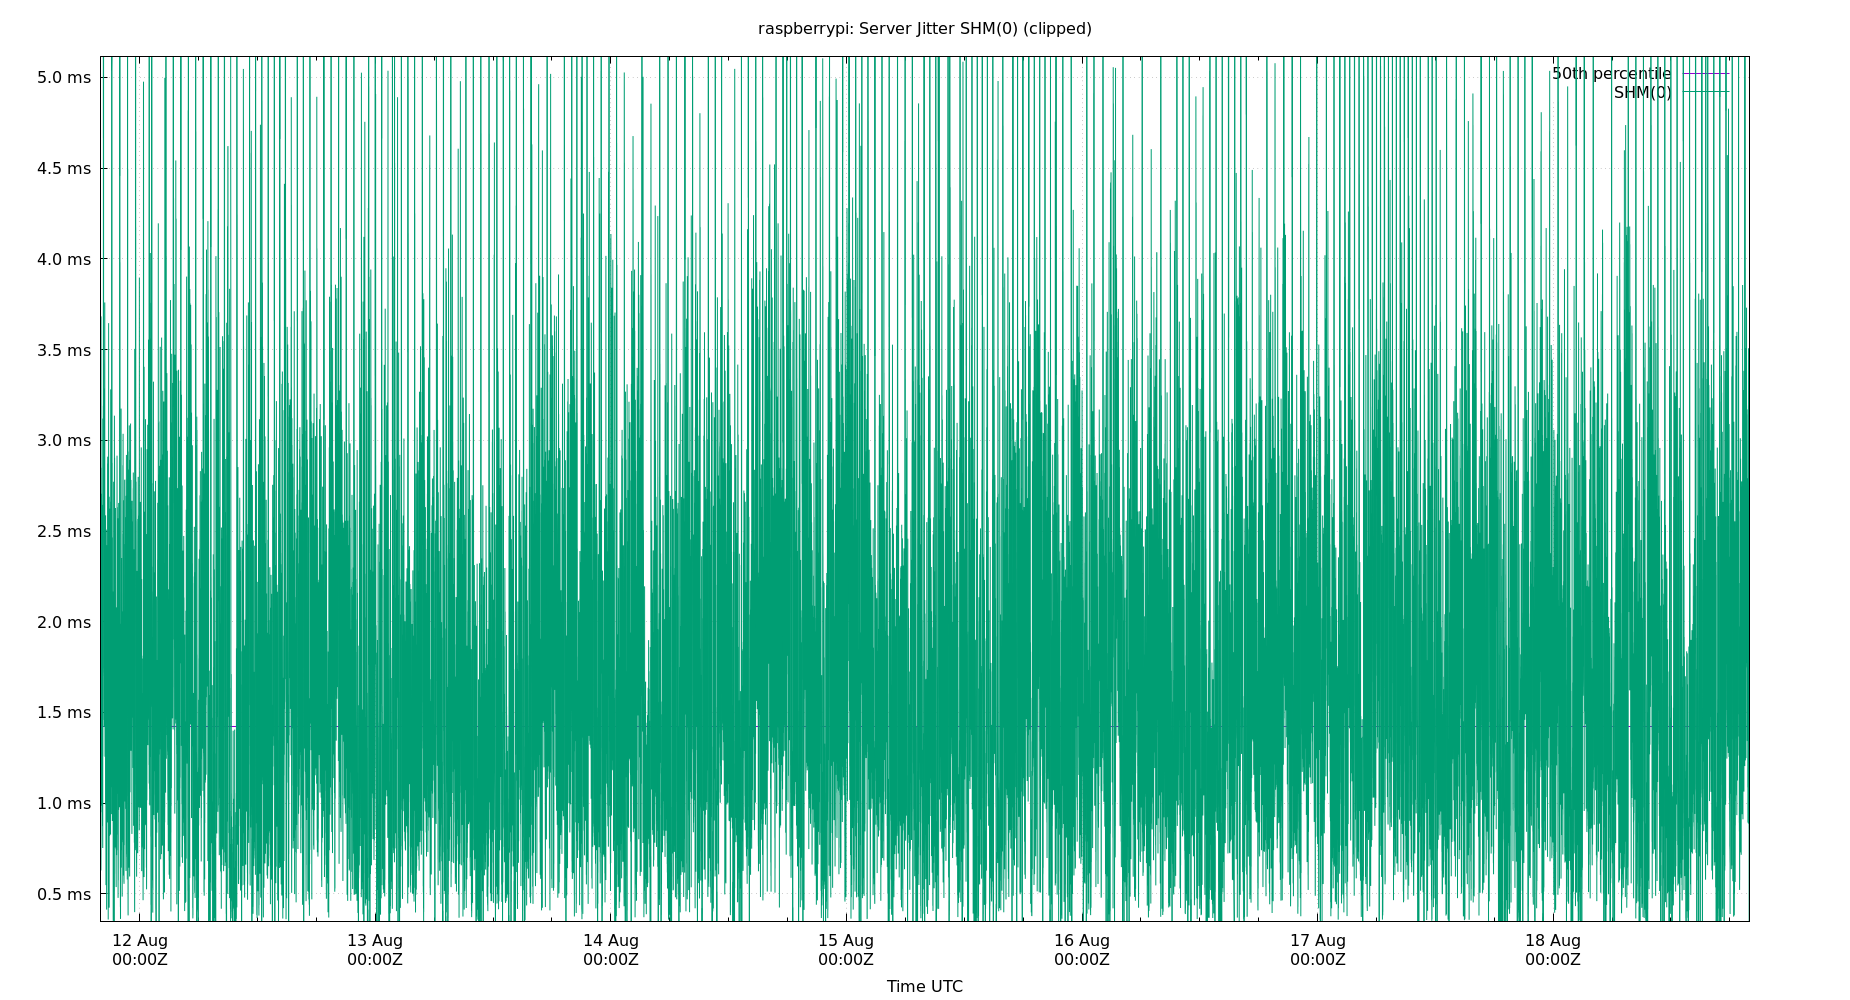 raspberrypi: Server Jitter SHM(0) (clipped)
5.0 ms
4.5 ms
4.0 ms
3.5 ms
3.0 ms
2.5 ms
2.0 ms
1.5 ms
1.0 ms
0.5 ms
50th percentile
SHM(0)
12 Aug 13 Aug 14 Aug 15 Aug 16 Aug 17 Aug 18 Aug
00:00Z 00:00Z 00:00Z 00:00Z 00:00Z 00:00Z 00:00Z
Time UTC